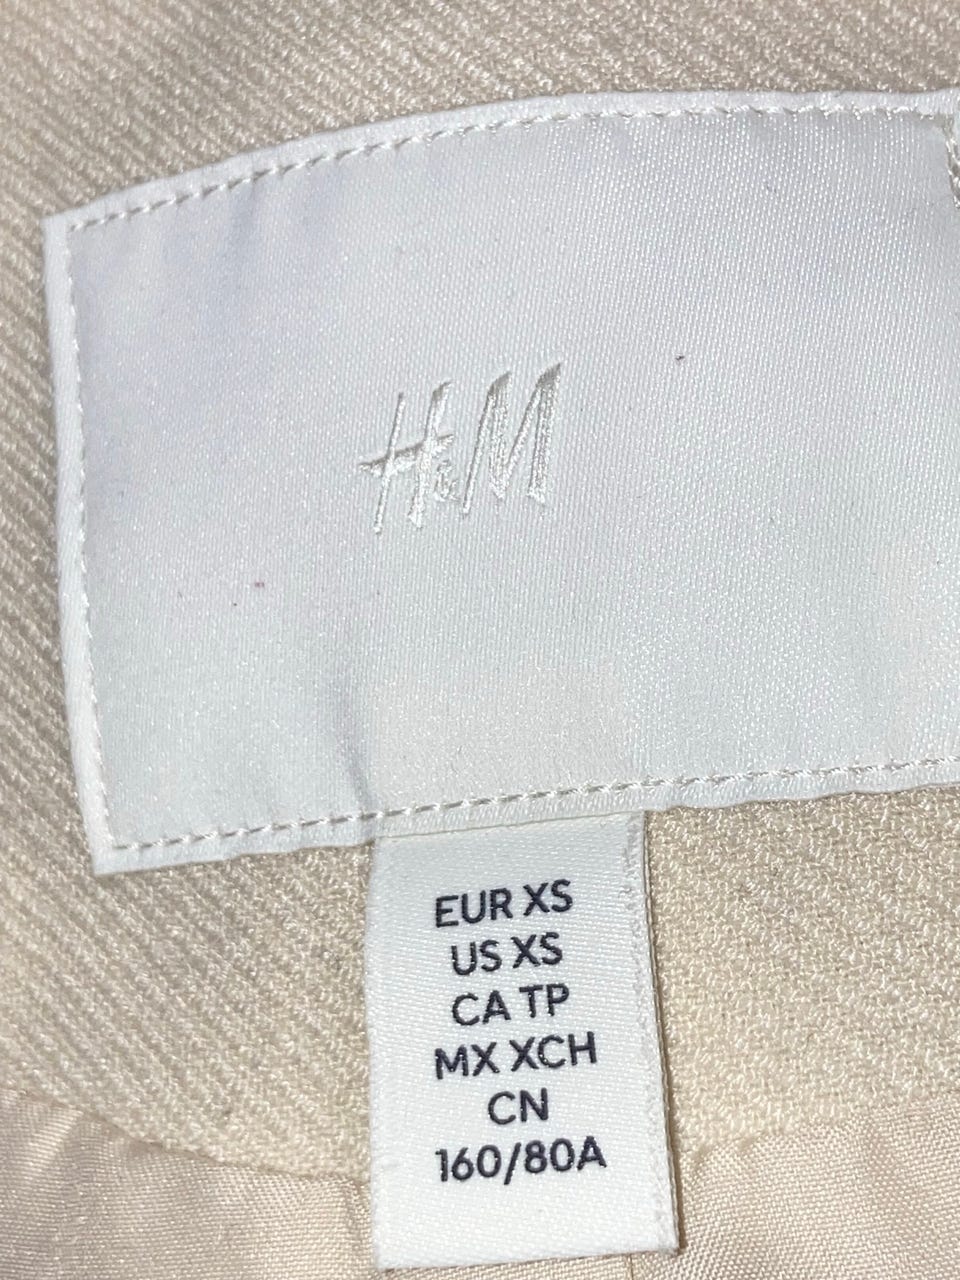 H&M
EUR XS
US XS
CA TP
MX XCH
CN
160/80A